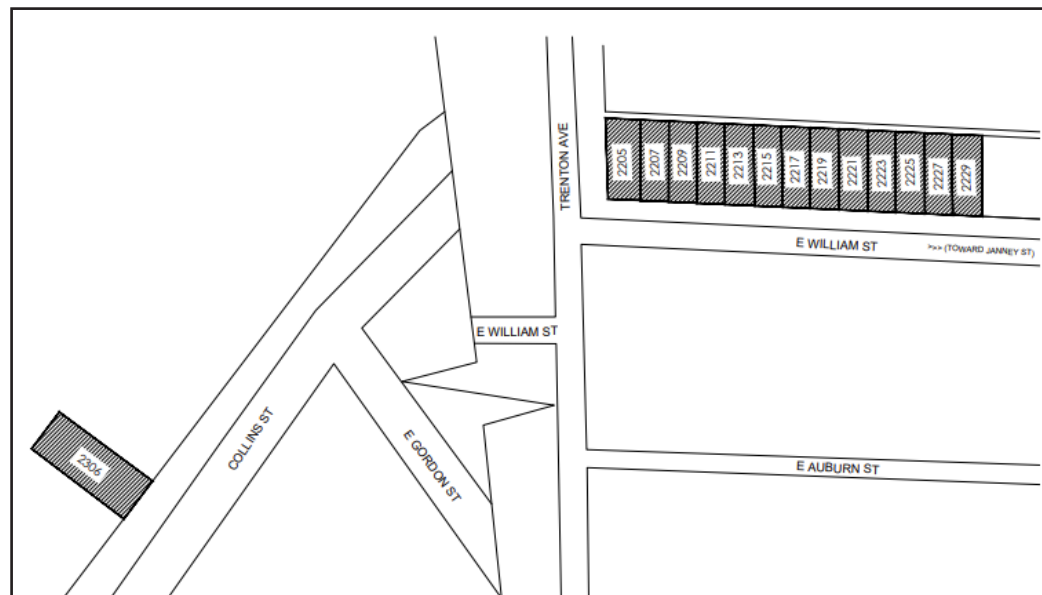 TRENTON AVE
2205
2207
2209
2211
2213
2215
2217
2219
2221
2223
2225
2227
2229
E WILLIAM ST
>>> (TOWARD JANNEY ST)
E WILLIAM ST
COLLINS ST
E GORDON ST
2306
E AUBURN ST